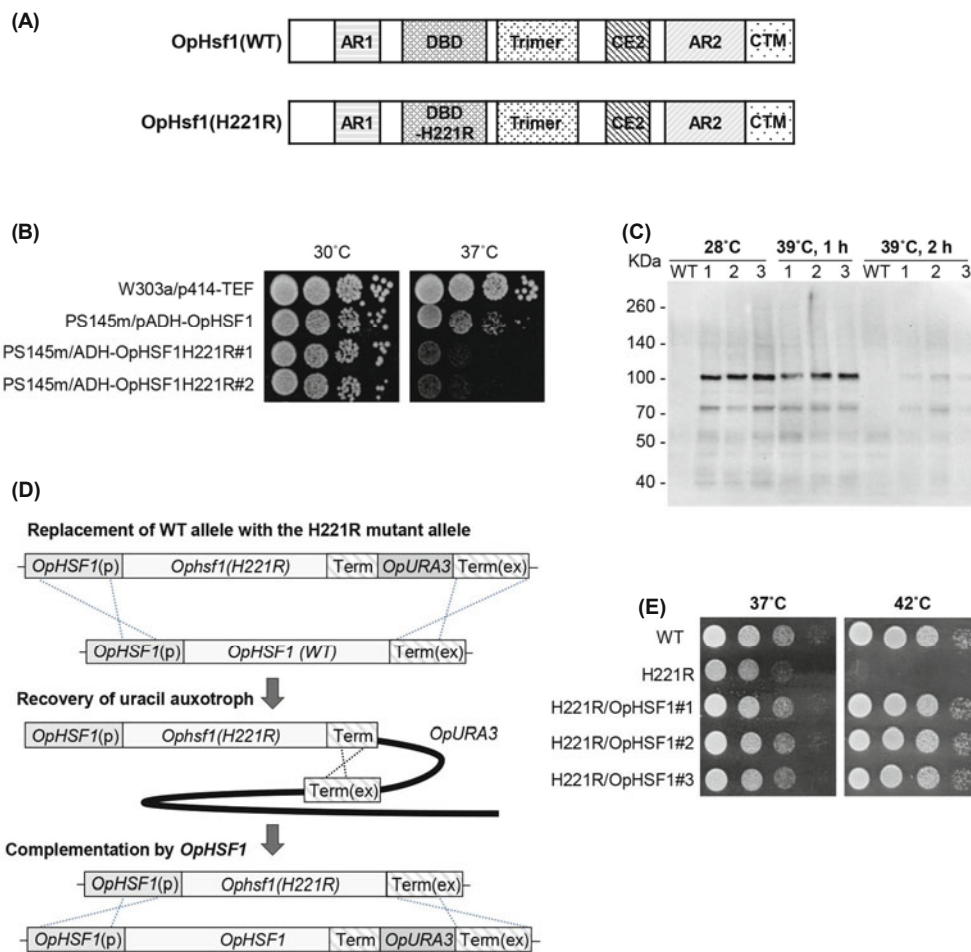 (A)
OpHsf1(WT) AR1 DBD Trimer CE2 AR2 CTM
OpHsf1(H221R) AR1 DBD -H221R Trimer CE2 AR2 CTM
(B)
30˚C 37˚C
W303a/p414-TEF
PS145m/pADH-OpHSF1
PS145m/ADH-OpHSF1H221R#1
PS145m/ADH-OpHSF1H221R#2
(C)
28˚C 39˚C, 1 h 39˚C, 2 h
KDa WT 1 2 3 1 2 3 WT 1 2 3
260 -
140 -
100 -
70 -
50 -
40 -
(D)
Replacement of WT allele with the H221R mutant allele
OpHSF1(p) Ophsf1(H221R) Term OpURA3 Term(ex)
OpHSF1(p) OpHSF1 (WT) Term(ex)
Recovery of uracil auxotroph
OpHSF1(p) Ophsf1(H221R) Term OpURA3
Term(ex)
Complementation by OpHSF1
OpHSF1(p) Ophsf1(H221R) Term(ex)
OpHSF1(p) OpHSF1 Term OpURA3 Term(ex)
(E)
37˚C 42˚C
WT
H221R
H221R/OpHSF1#1
H221R/OpHSF1#2
H221R/OpHSF1#3